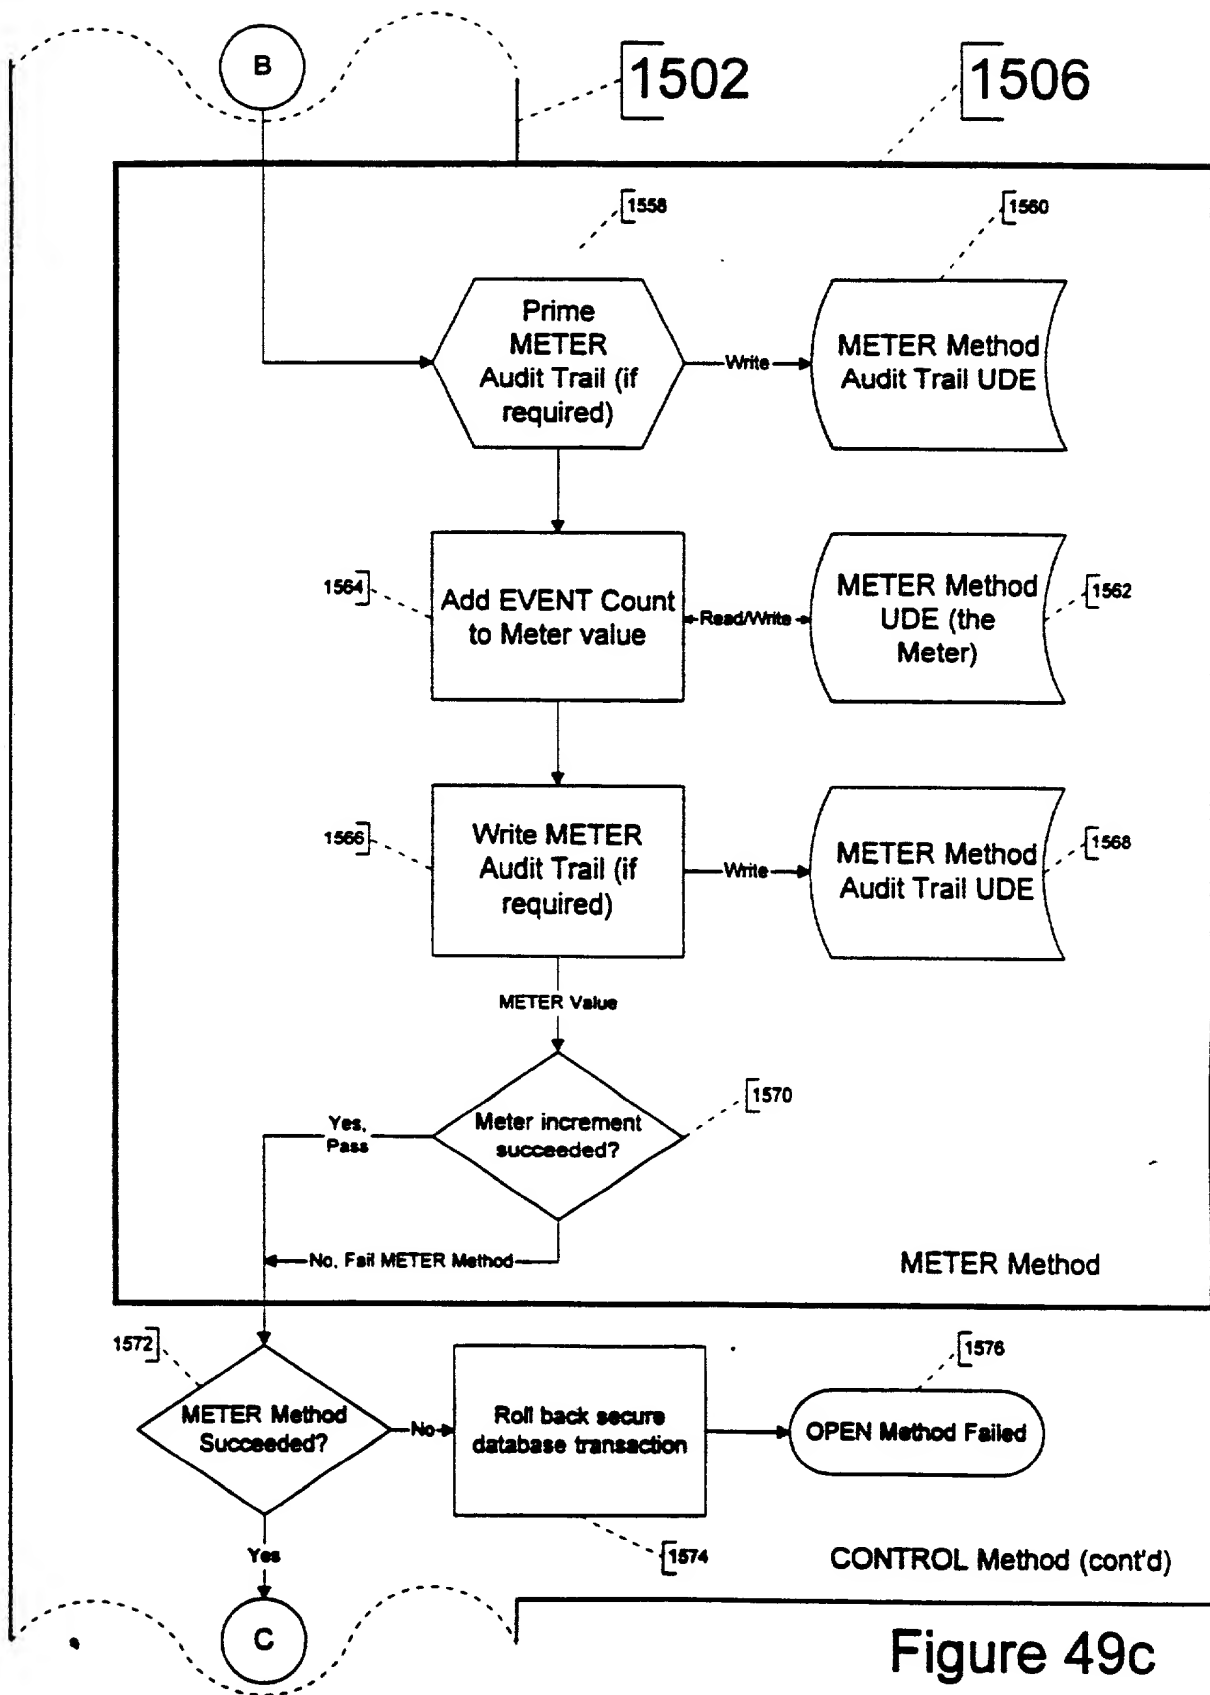 B
1502
1506
1558
1560
Prime
METER
Audit Trail (if
required)
Write
METER Method
Audit Trail UDE
1564
Add EVENT Count
to Meter value
Read/Write
METER Method
UDE (the
Meter)
1562
1566
Write METER
Audit Trail (if
required)
Write
METER Method
Audit Trail UDE
1568
METER Value
1570
Yes,
Pass
Meter increment
succeeded?
No, Fail METER Method
METER Method
1572
1576
METER Method
Succeeded?
No
Roll back secure
database transaction
OPEN Method Failed
Yes
1574
CONTROL Method (cont'd)
C
Figure 49c